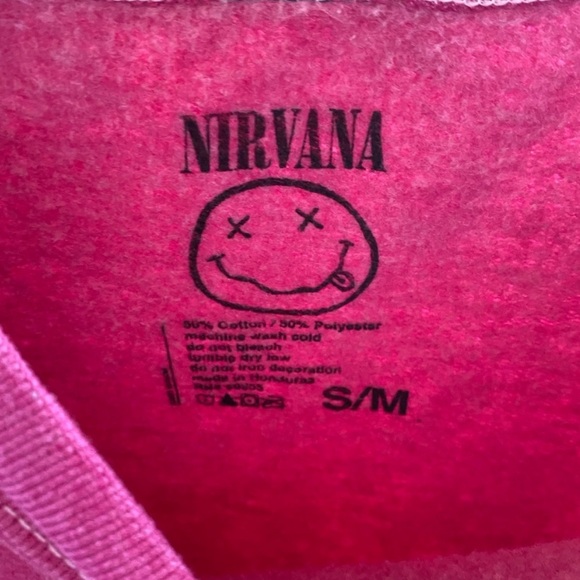 NIRVANA
50% Cotton / 50% Polyester
machine wash cold
do not bleach
tumble dry low
do not iron decoration
made in Honduras
S/M